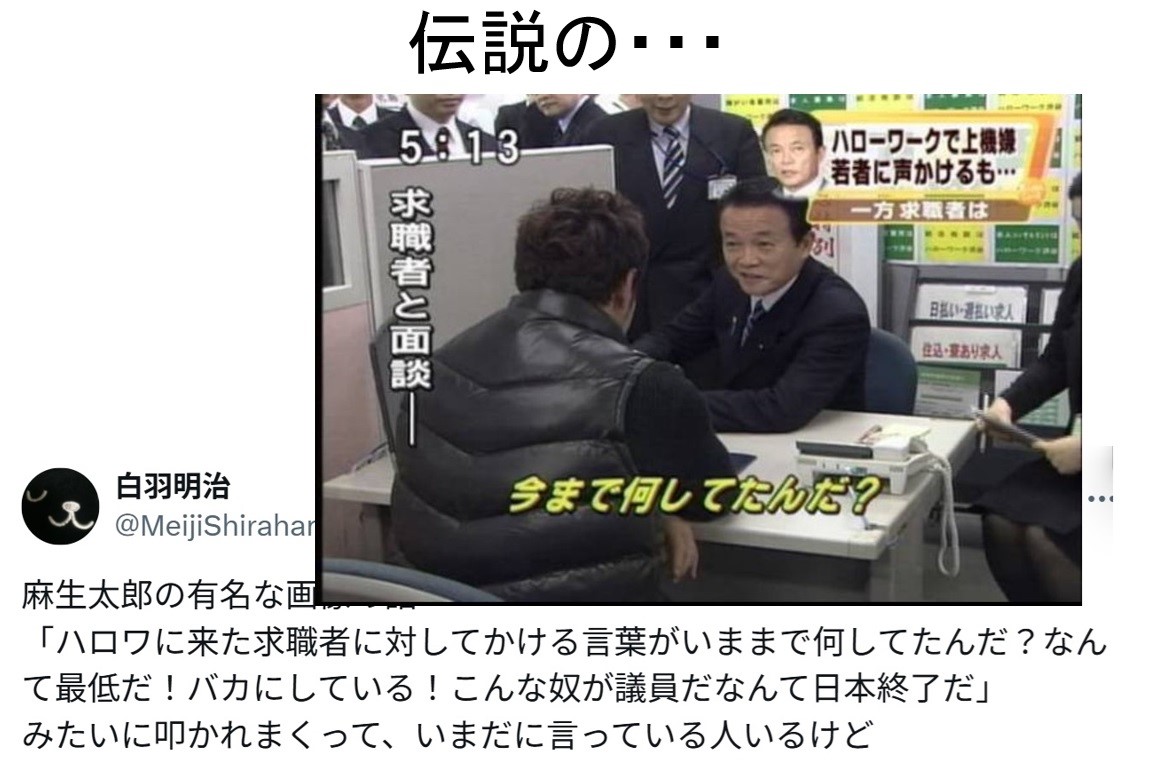 伝説の・・・
5:13
求職者と面談―
ハローワークで上機嫌
若者に声かけるも…
一方求職者は
日払い・週払い求人
住込・寮あり求人
今まで何してたんだ?
白羽明治
@MeijiShirahan
麻生太郎の有名な画像の話
「ハロワに来た求職者に対してかける言葉がいままで何してたんだ?なん
て最低だ!バカにしている!こんな奴が議員だなんて日本終了だ」
みたいに叩かれまくって、いまだに言っている人いるけど